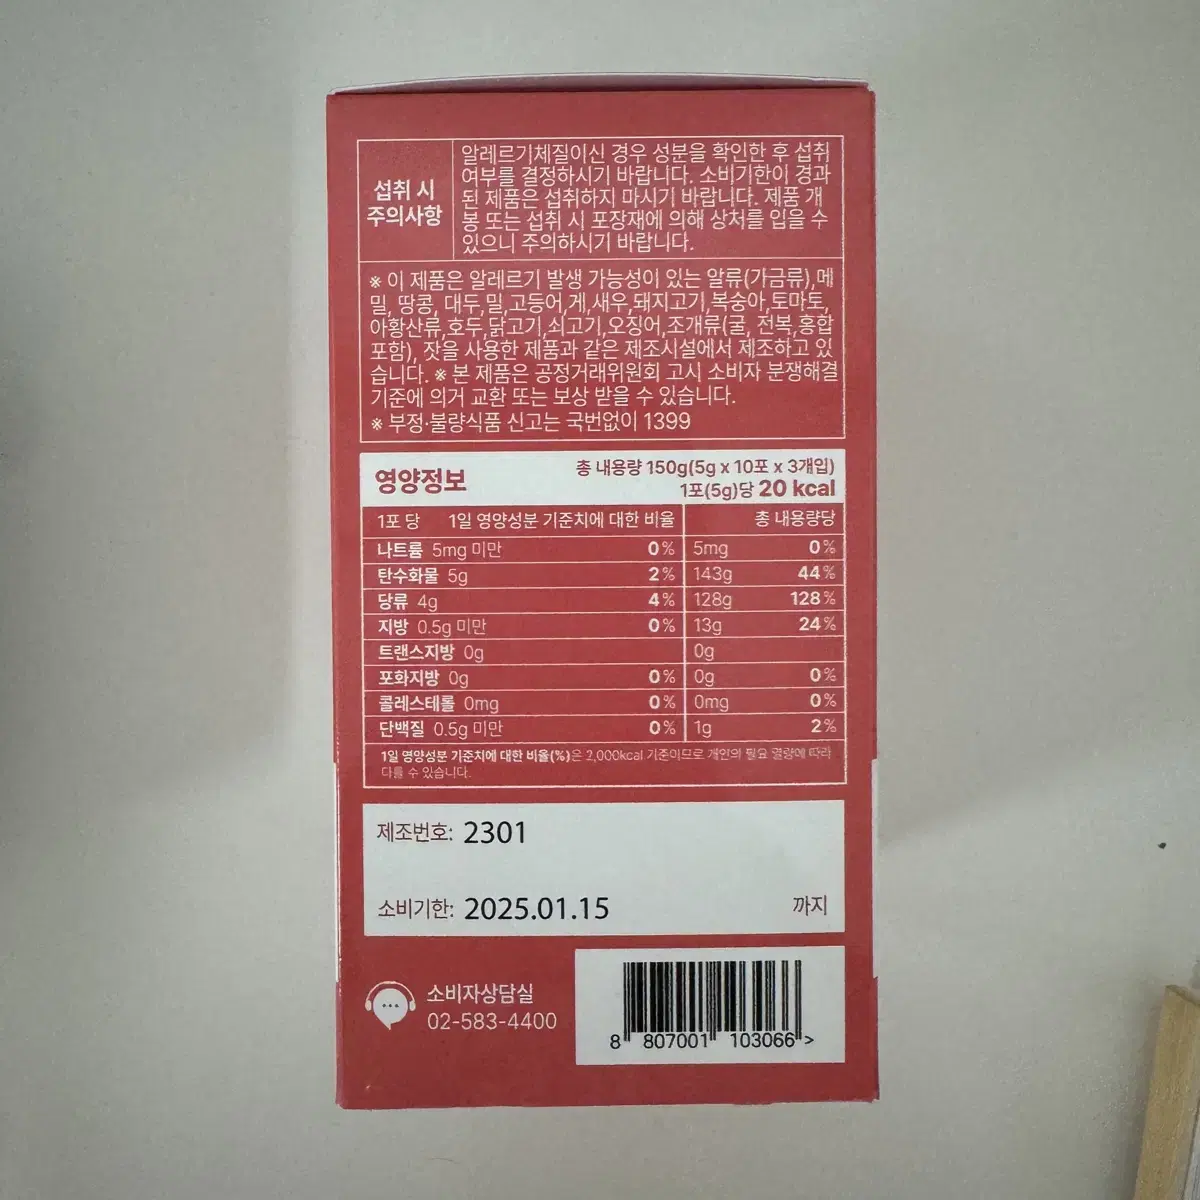 섭취 시
주의사항
알레르기체질이신 경우 성분을 확인한 후 섭취
여부를 결정하시기 바랍니다. 소비기한이 경과
된 제품은 섭취하지 마시기 바랍니다. 제품 개
봉 또는 섭취 시 포장재에 의해 상처를 입을 수
있으니 주의하시기 바랍니다.
※ 이 제품은 알레르기 발생 가능성이 있는 알류(가금류),메
밀, 땅콩, 대두,밀,고등어,게,새우,돼지고기,복숭아,토마토,
아황산류,호두,닭고기,쇠고기,오징어,조개류(굴, 전복,홍합
포함), 잣을 사용한 제품과 같은 제조시설에서 제조하고 있
습니다. ※ 본 제품은 공정거래위원회 고시 소비자 분쟁해결
기준에 의거 교환 또는 보상 받을 수 있습니다.
※ 부정·불량식품 신고는 국번없이 1399
영양정보
총 내용량 150g(5g x 10포 x 3개입)
1포(5g)당 20 kcal
1포 당 1일 영양성분 기준치에 대한 비율 총 내용량당
나트륨 5mg 미만 0% 5mg 0%
탄수화물 5g 2% 143g 44%
당류 4g 4% 128g 128%
지방 0.5g 미만 0% 13g 24%
트랜스지방 0g 0g
포화지방 0g 0% 0g 0%
콜레스테롤 0mg 0% 0mg 0%
단백질 0.5g 미만 0% 1g 2%
1일 영양성분 기준치에 대한 비율(%)은 2,000kcal 기준이므로 개인의 필요 열량에 따라
다를 수 있습니다.
제조번호: 2301
소비기한: 2025.01.15 까지
소비자상담실
02-583-4400
8 807001 103066 >